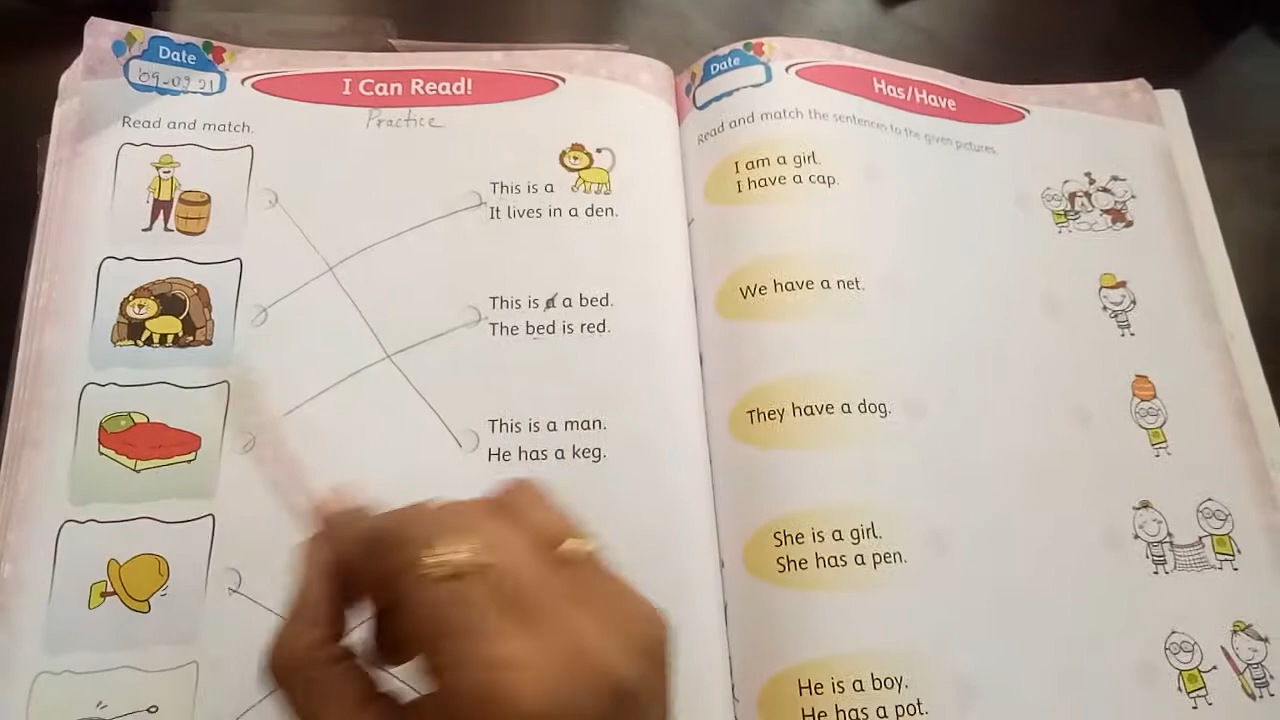 Date
09-09 21
I Can Read!
Practice
Read and match.
This is a
It lives in a den.
This is a a bed.
The bed is red.
This is a man.
He has a keg.
Date
Has/Have
Read and match the sentences to the given pictures.
I am a girl.
I have a cap.
We have a net.
They have a dog.
She is a girl.
She has a pen.
He is a boy.
He has a pot.